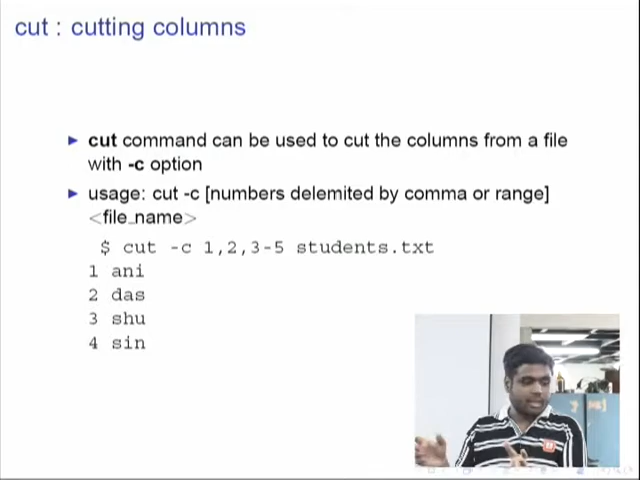 cut : cutting columns
cut command can be used to cut the columns from a file
with -c option
usage: cut -c [numbers delemited by comma or range]
<file_name>
$ cut -c 1,2,3-5 students.txt
1 ani
2 das
3 shu
4 sin